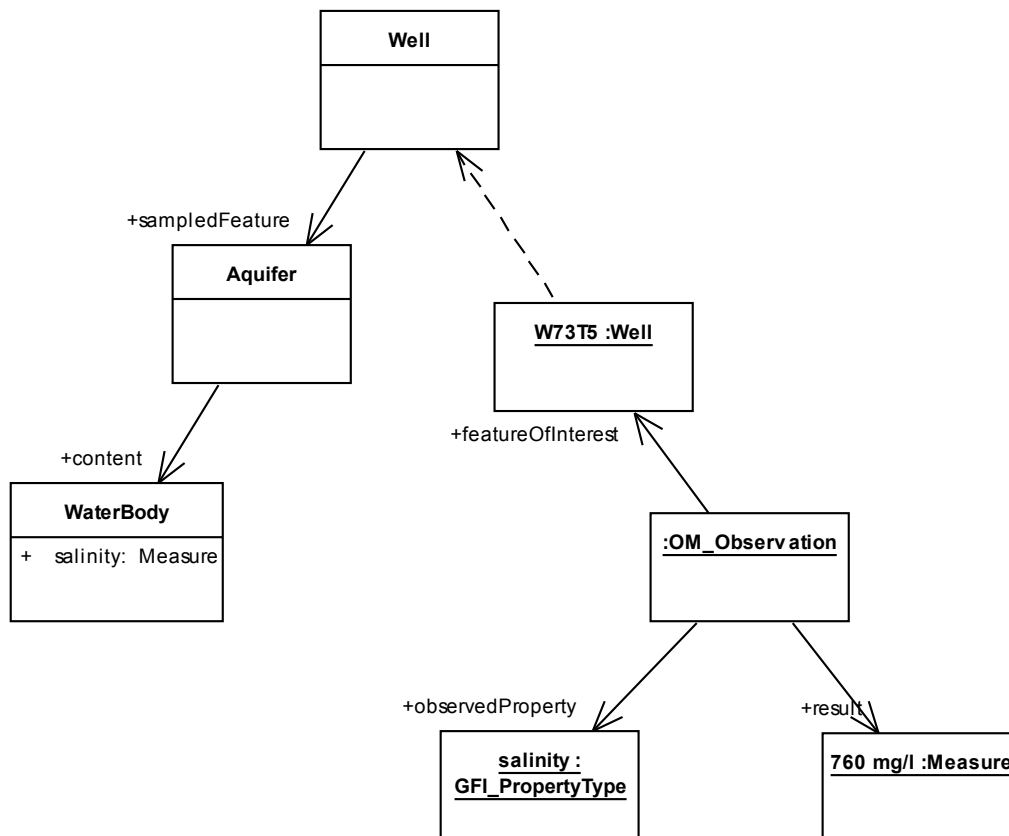 Well
+sampledFeature
Aquifer
W73T5 :Well
+featureOfInterest
+content
WaterBody
+ salinity: Measure
:OM_Observation
+observedProperty
+result
salinity :
GFI_PropertyType
760 mg/l :Measure